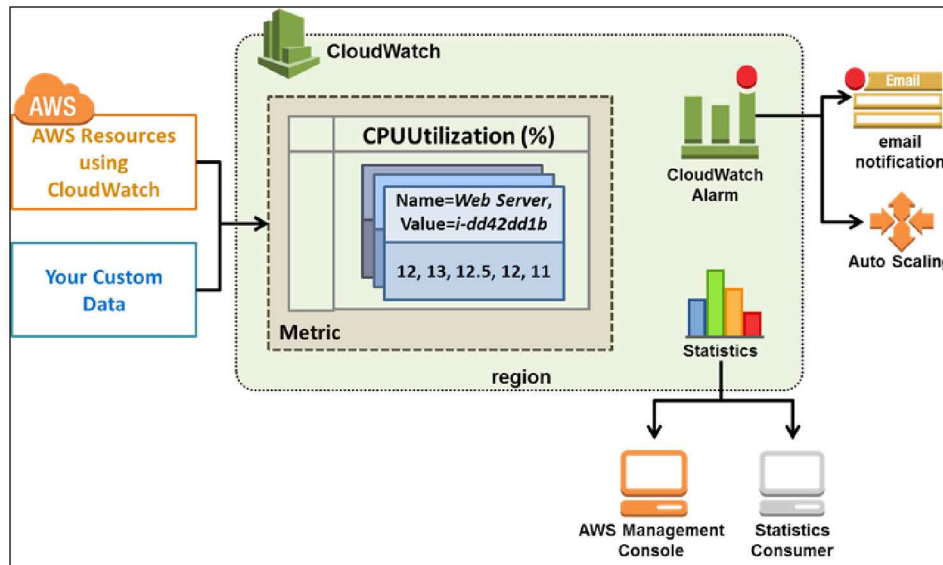 CloudWatch
AWS
AWS Resources
using
CloudWatch
Your Custom
Data
CPUUtilization (%)
Name=Web Server,
Value=i-dd42dd1b
12, 13, 12.5, 12, 11
Metric
region
CloudWatch
Alarm
Statistics
Email
email
notification
Auto Scaling
AWS Management
Console
Statistics
Consumer